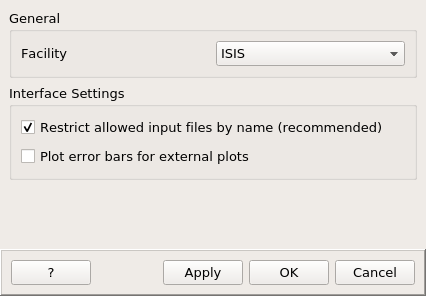 General
Facility ISIS
Interface Settings
Restrict allowed input files by name (recommended)
Plot error bars for external plots
? Apply OK Cancel